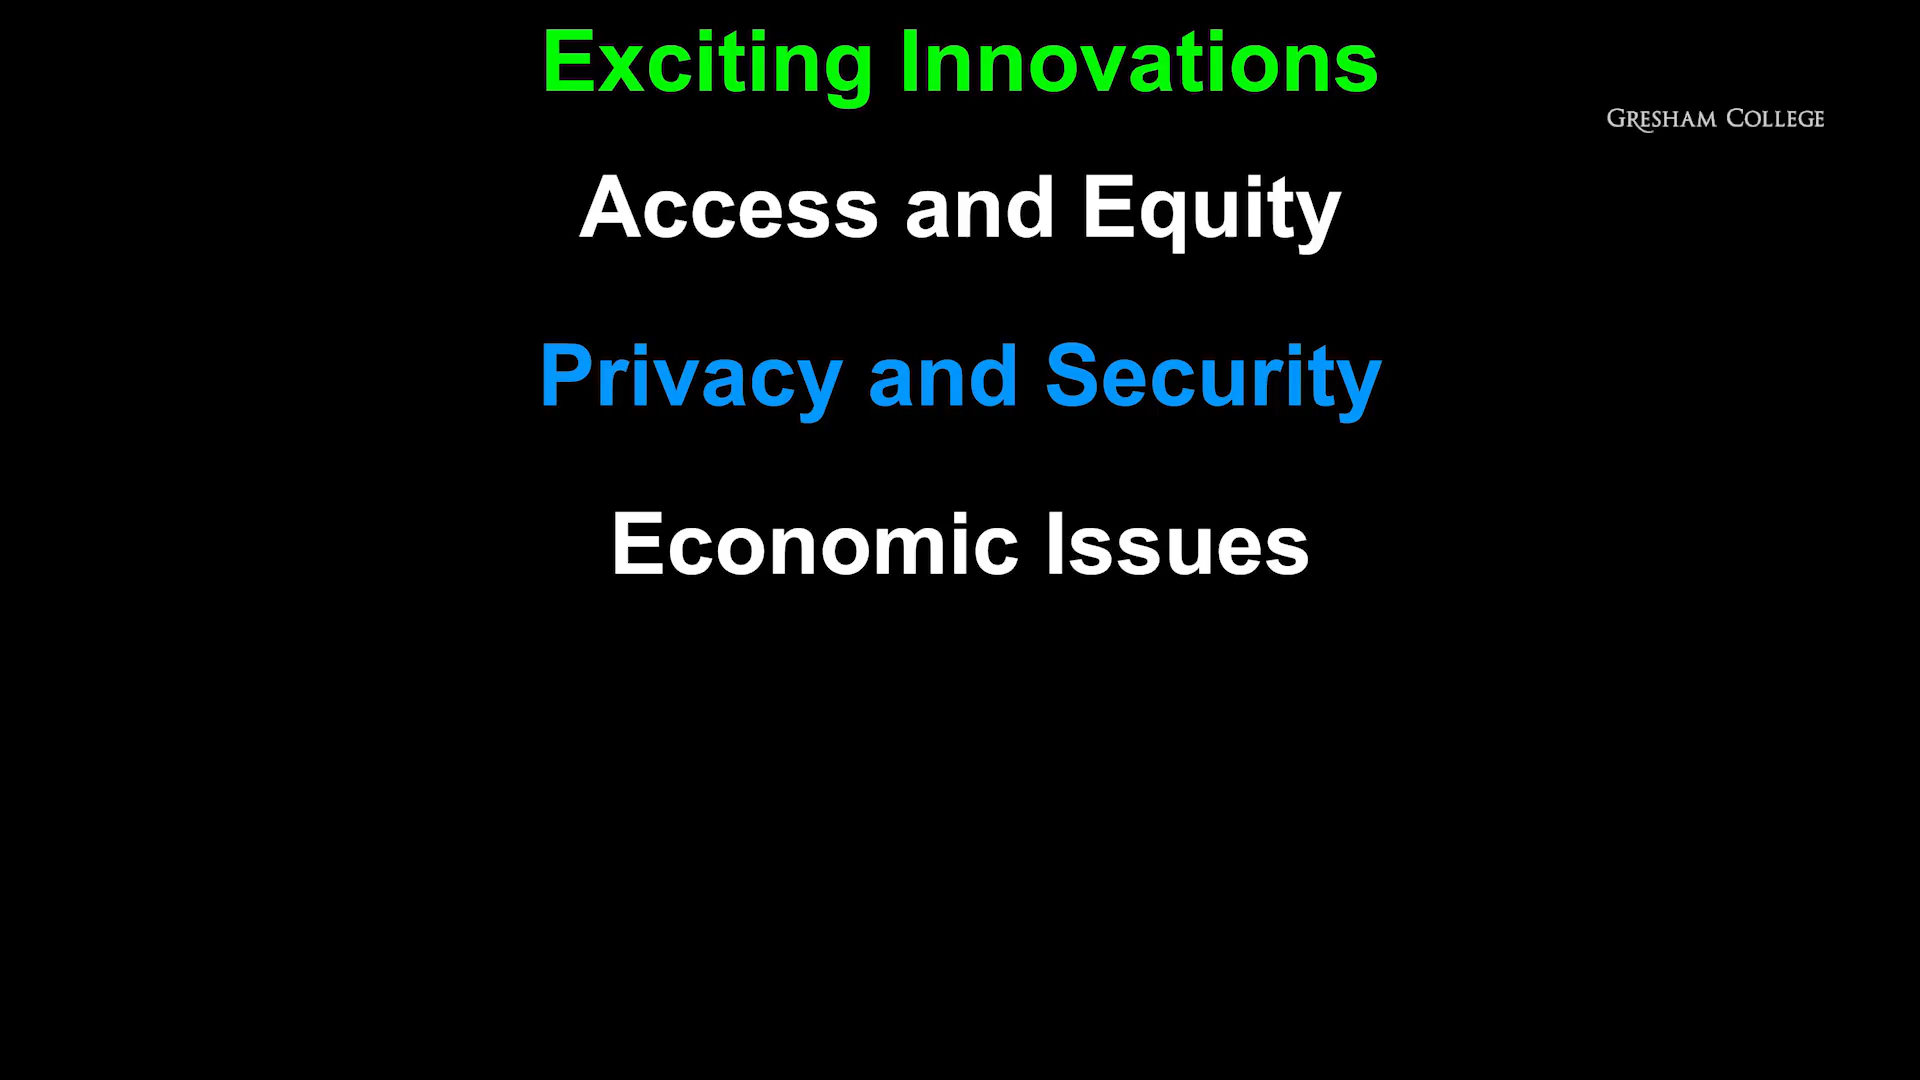 Exciting Innovations
GRESHAM COLLEGE
Access and Equity
Privacy and Security
Economic Issues